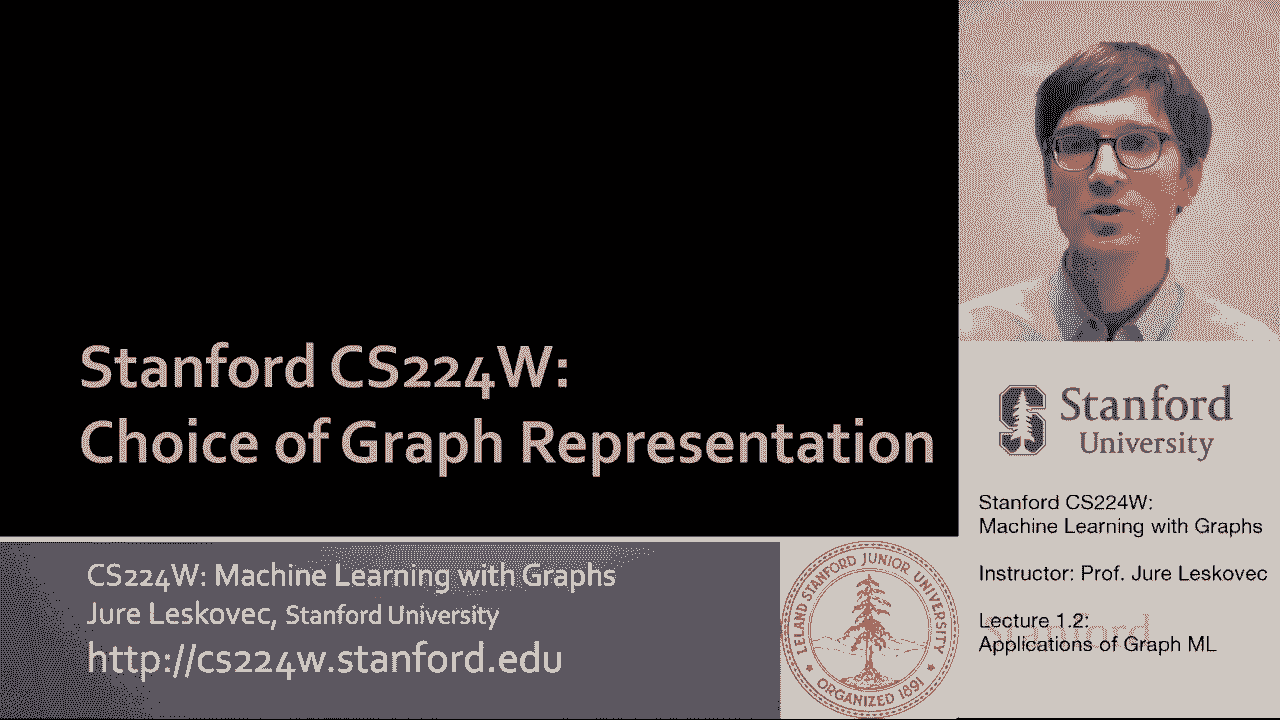 Stanford CS224W:
Choice of Graph Representation
CS224W: Machine Learning with Graphs
Jure Leskovec, Stanford University
http://cs224w.stanford.edu
LELAND STANFORD JUNIOR UNIVERSITY
ORGANIZED 1891
Stanford
University
Stanford CS224W:
Machine Learning with Graphs
Instructor: Prof. Jure Leskovec
Lecture 1.2:
Applications of Graph ML
Stanford